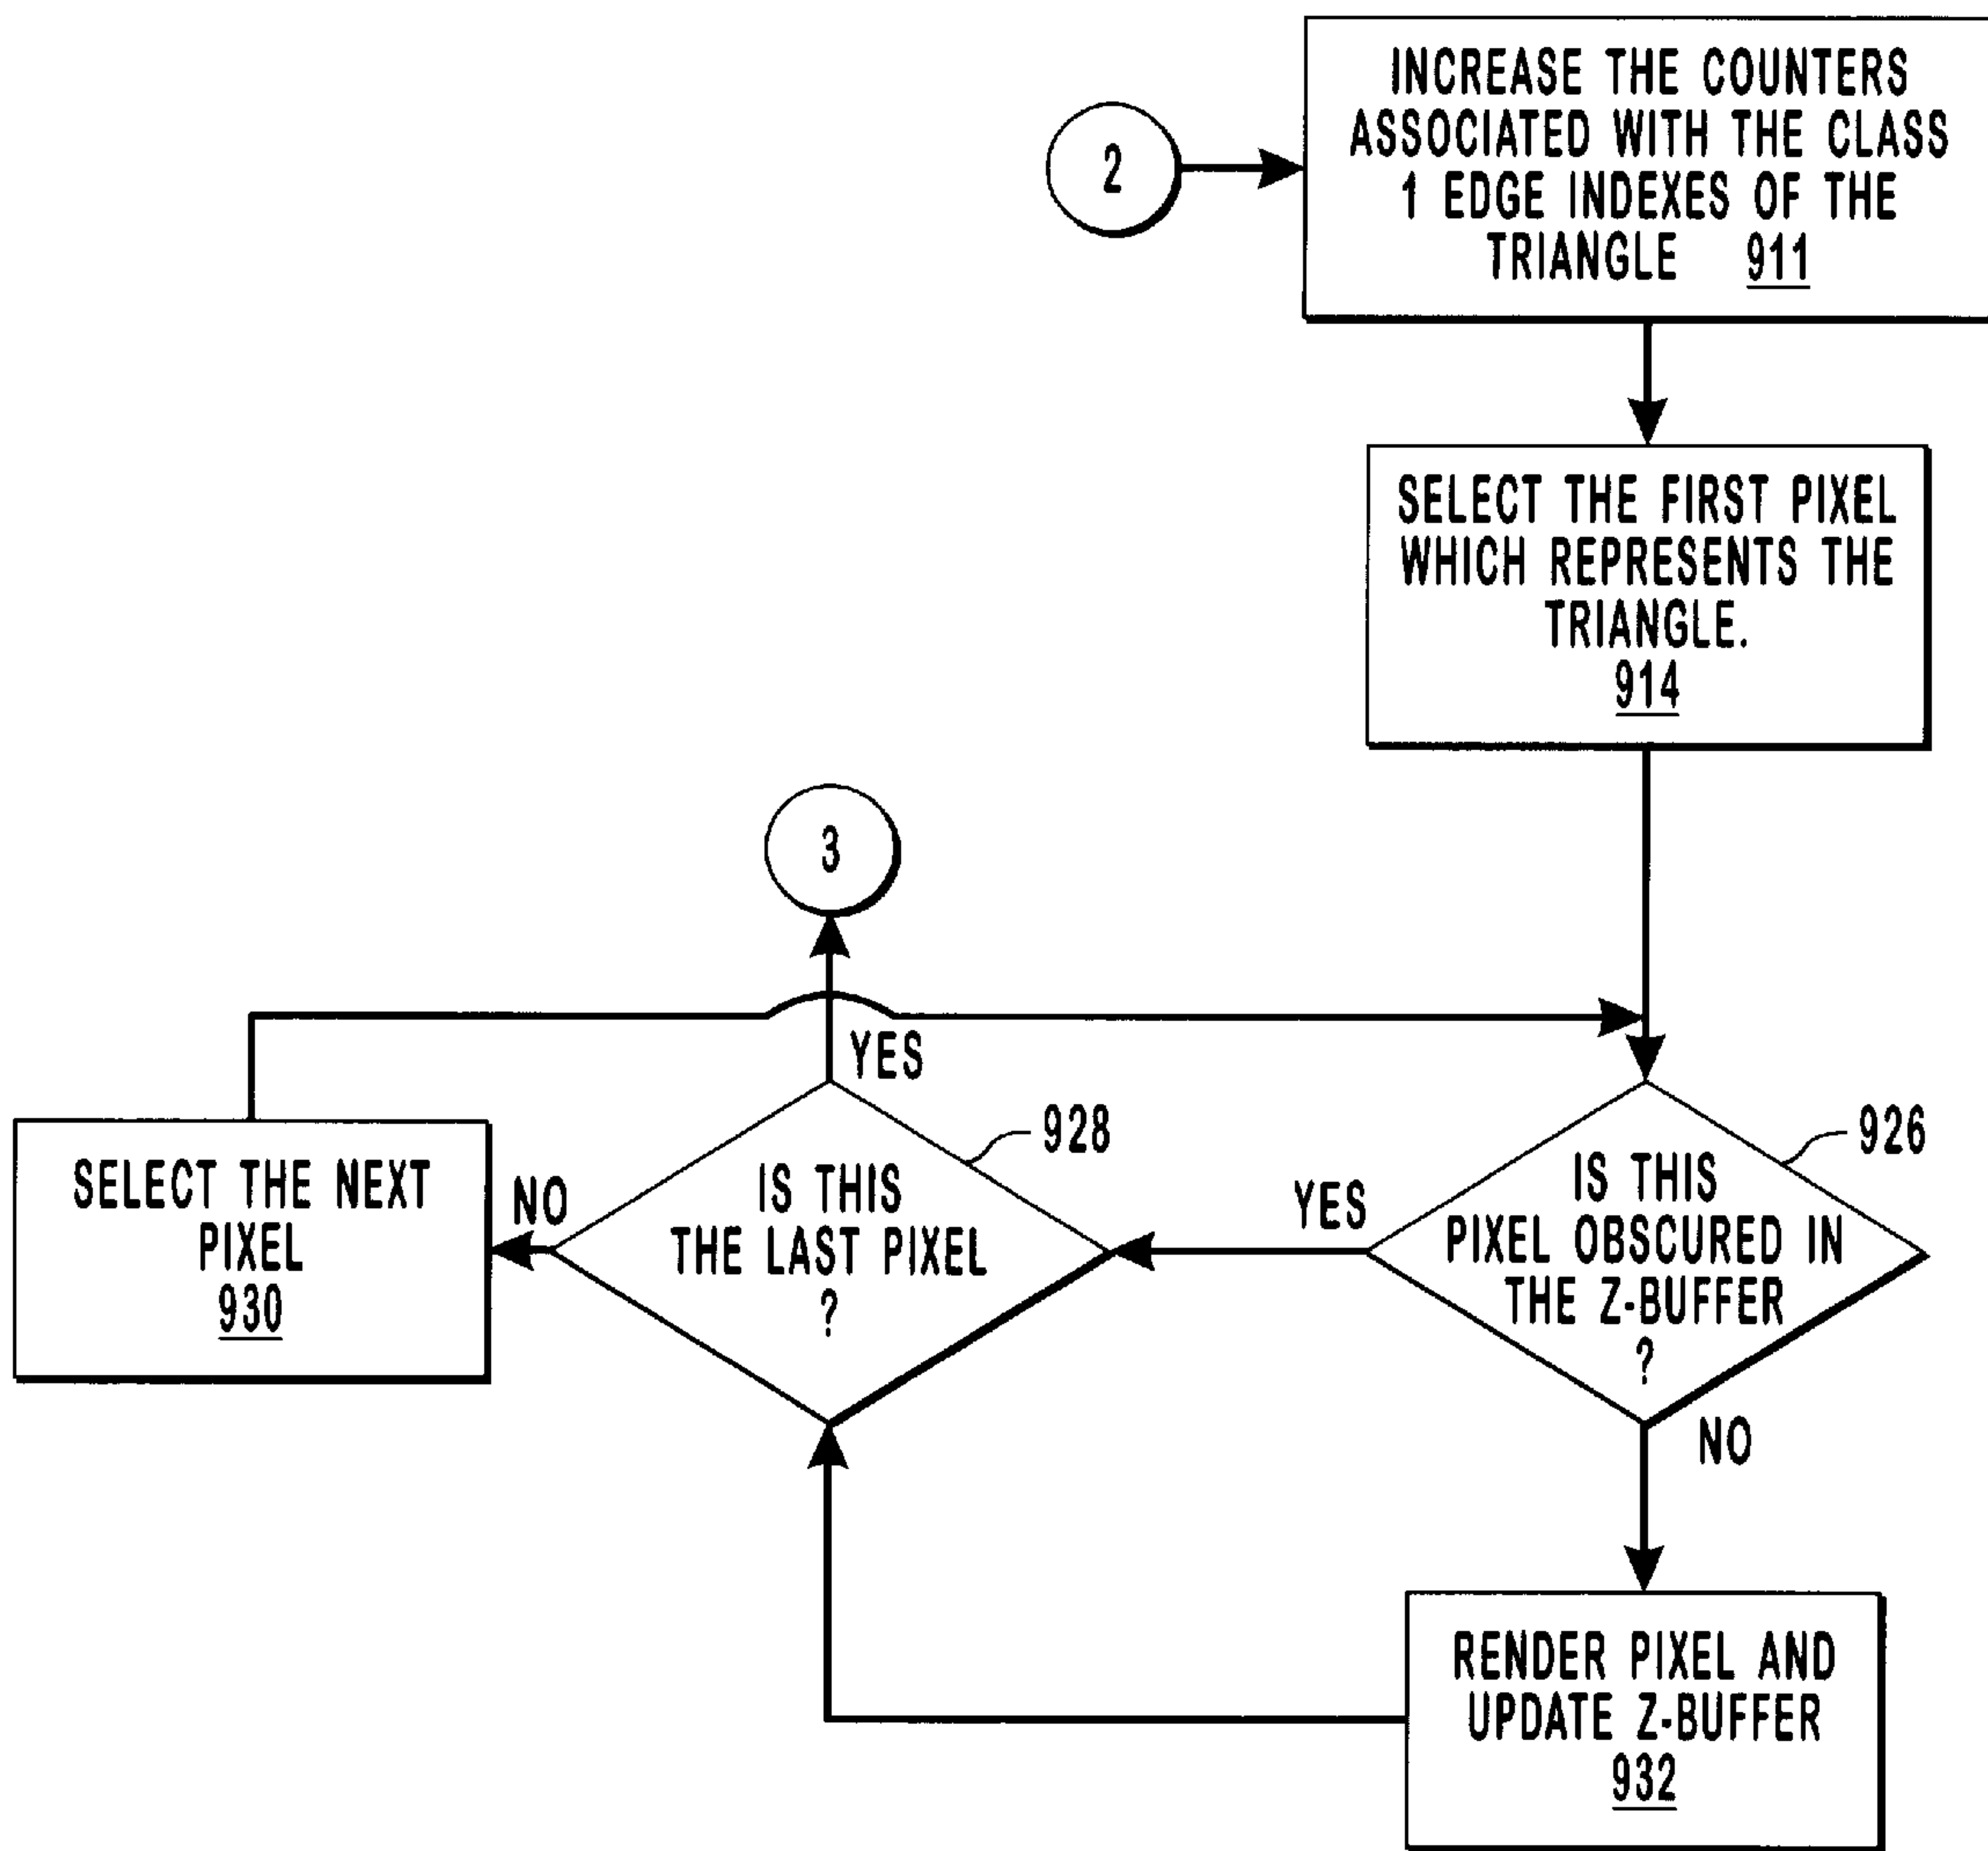 INCREASE THE COUNTERS
ASSOCIATED WITH THE CLASS
1 EDGE INDEXES OF THE
TRIANGLE 911
2
SELECT THE FIRST PIXEL
WHICH REPRESENTS THE
TRIANGLE.
914
3
YES
928
926
SELECT THE NEXT
PIXEL
930
NO
IS THIS
THE LAST PIXEL
?
YES
IS THIS
PIXEL OBSCURED IN
THE Z-BUFFER
?
NO
RENDER PIXEL AND
UPDATE Z-BUFFER
932